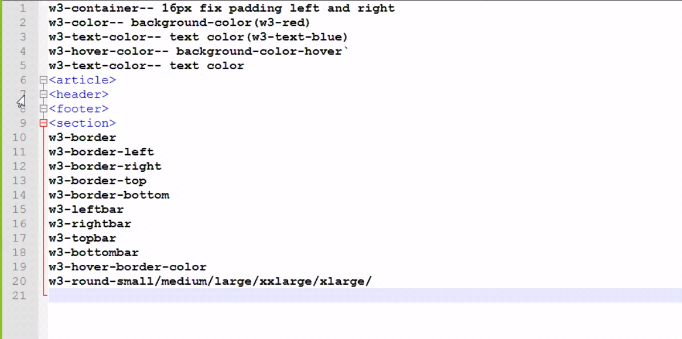 1 w3-container-- 16px fix padding left and right
2 w3-color-- background-color(w3-red)
3 w3-text-color-- text color(w3-text-blue)
4 w3-hover-color-- background-color-hover`
5 w3-text-color-- text color
6 <article>
7 <header>
8 <footer>
9 <section>
10 w3-border
11 w3-border-left
12 w3-border-right
13 w3-border-top
14 w3-border-bottom
15 w3-leftbar
16 w3-rightbar
17 w3-topbar
18 w3-bottombar
19 w3-hover-border-color
20 w3-round-small/medium/large/xxlarge/xlarge/
21